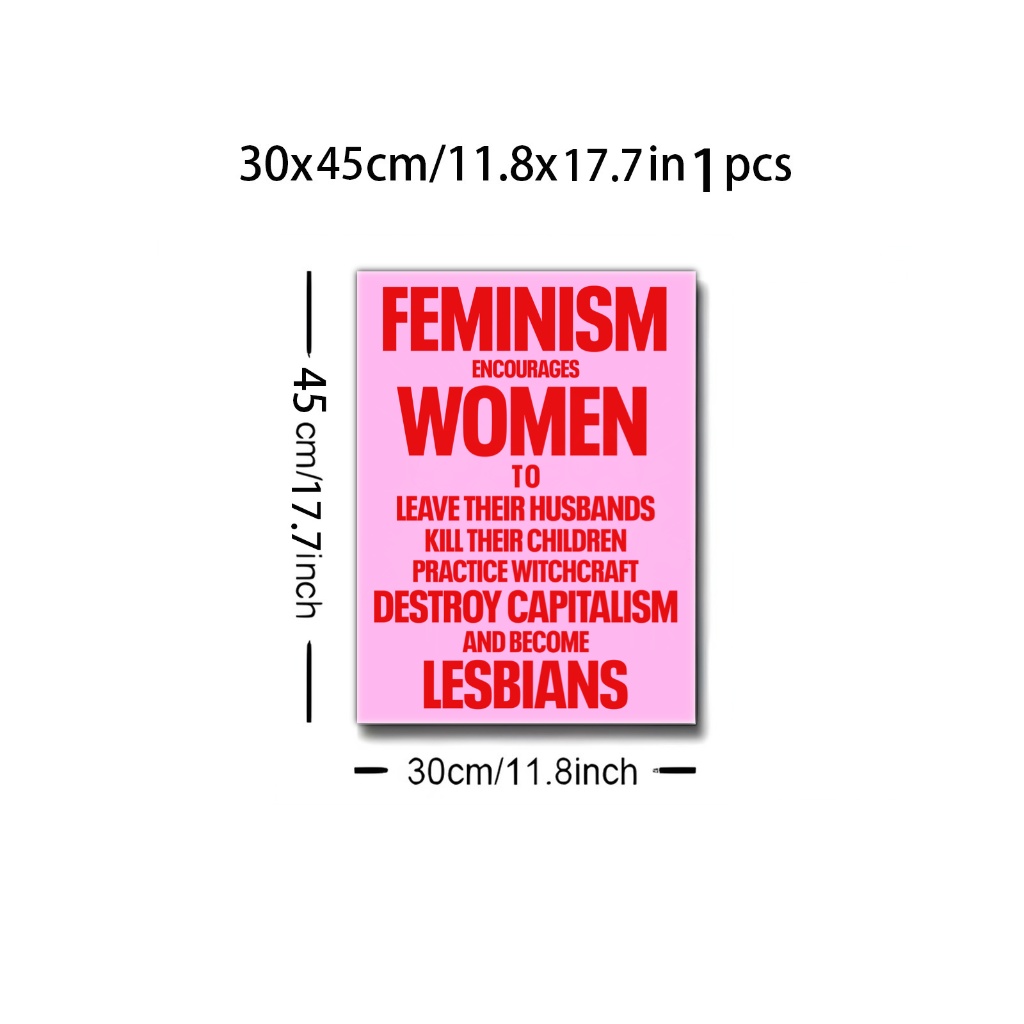 30x45cm/11.8x17.7in 1 pcs
FEMINISM
ENCOURAGES
WOMEN
TO
LEAVE THEIR HUSBANDS
KILL THEIR CHILDREN
PRACTICE WITCHCRAFT
DESTROY CAPITALISM
AND BECOME
LESBIANS
45 cm/17.7inch
30cm/11.8inch